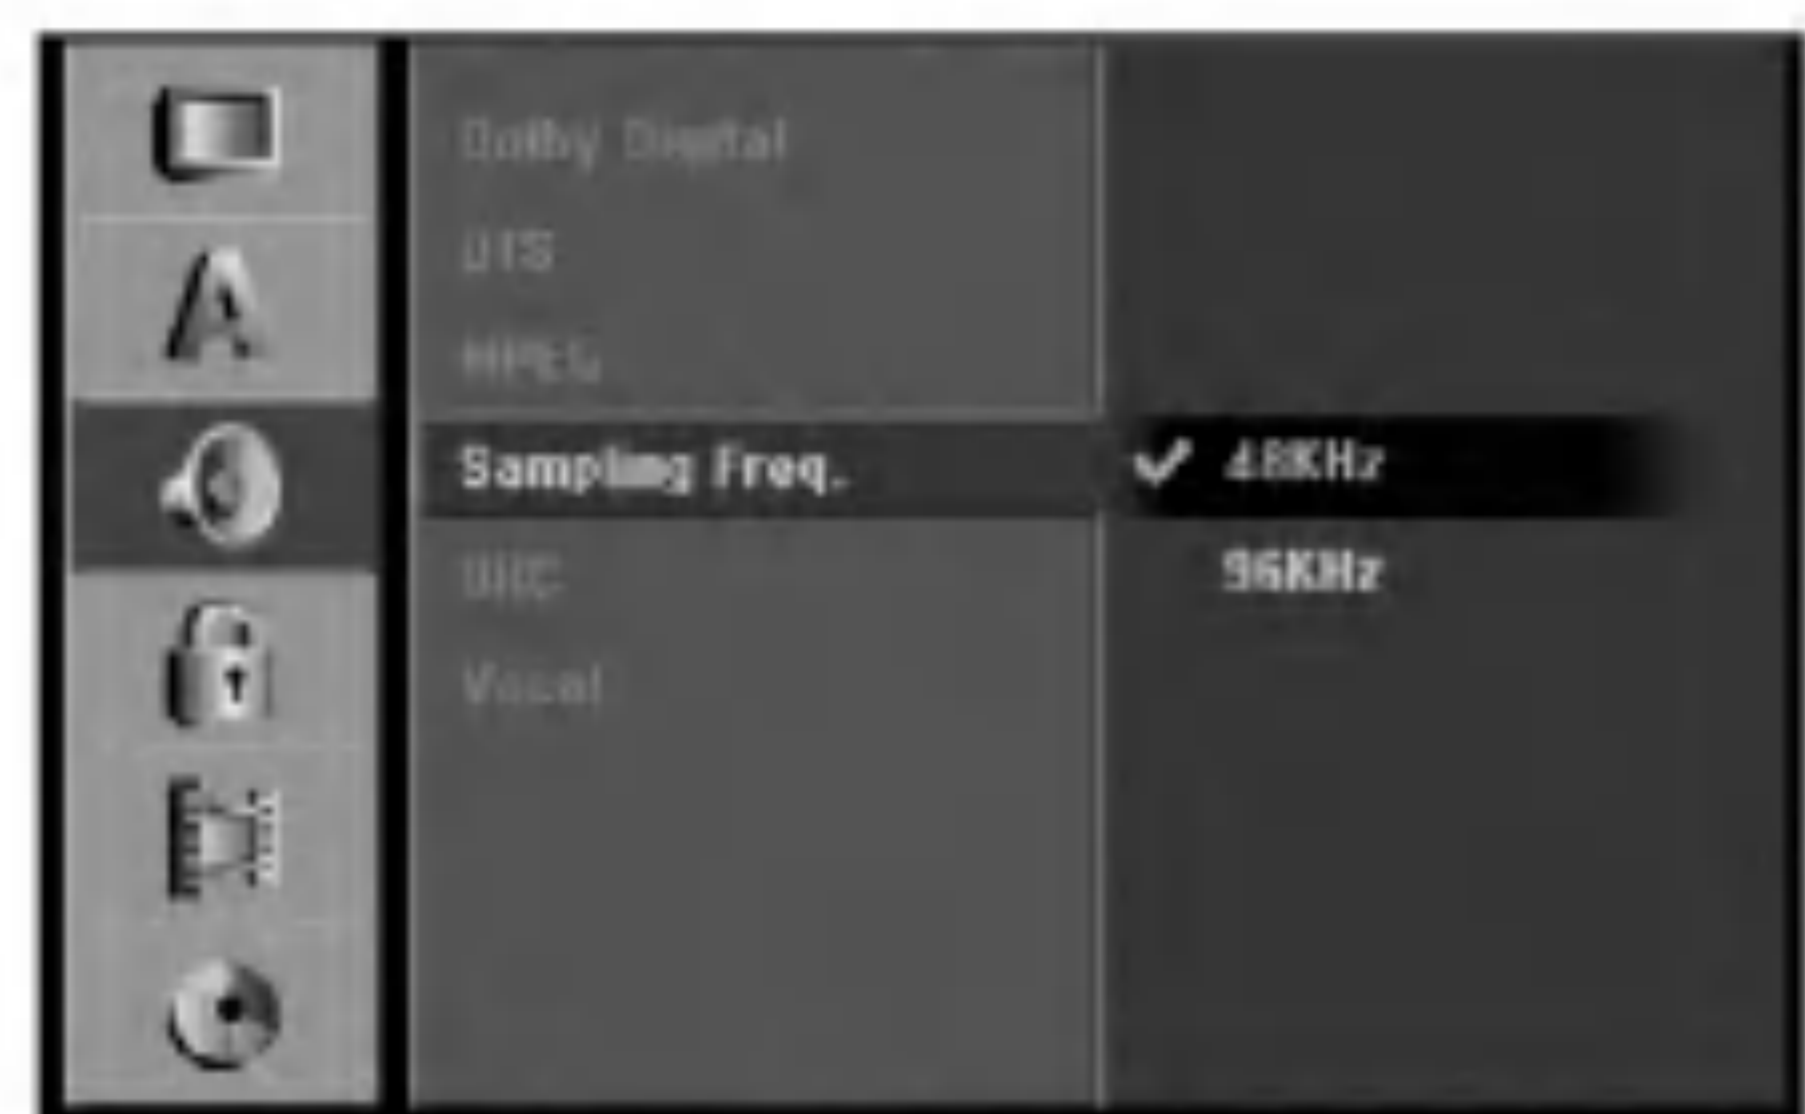 Dolby Digital
DTS
MPEG
Sampling Freq.
48KHz
96KHz
DRC
Vocal